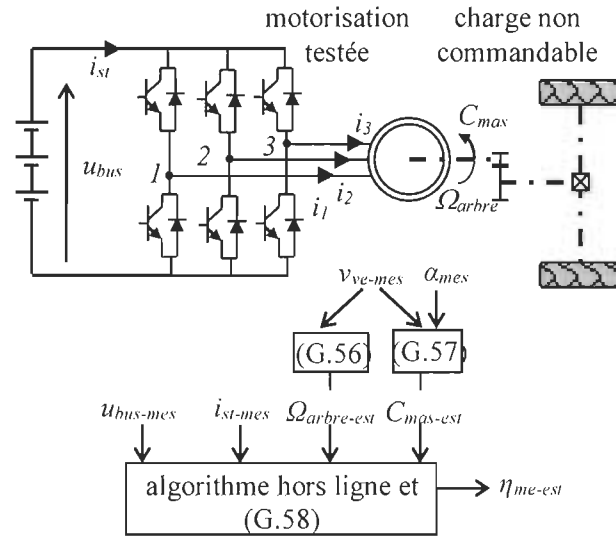 motorisation
testée
charge non
commandable
i_st
u_bus
1
2
3
i_3
i_2
i_1
C_mas
Ω_arbre
v_ve-mes
α_mes
(G.56)
(G.57)
u_bus-mes
i_st-mes
Ω_arbre-est
C_mas-est
algorithme hors ligne et
(G.58)
η_me-est